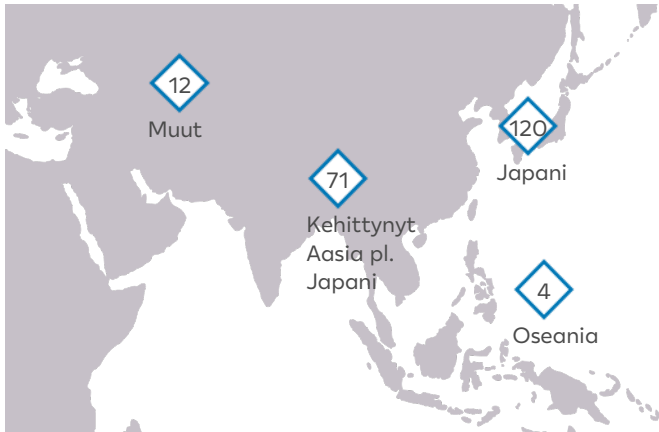 12
Muut
120
Japani
71
Kehittynyt
Aasia pl.
Japani
4
Oseania